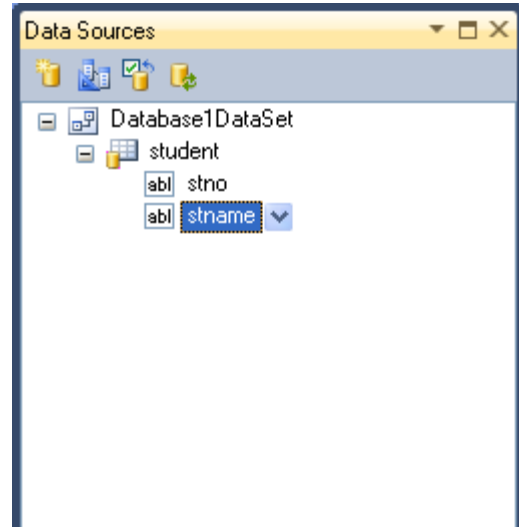 Data Sources
Database1DataSet
student
abl stno
abl stname